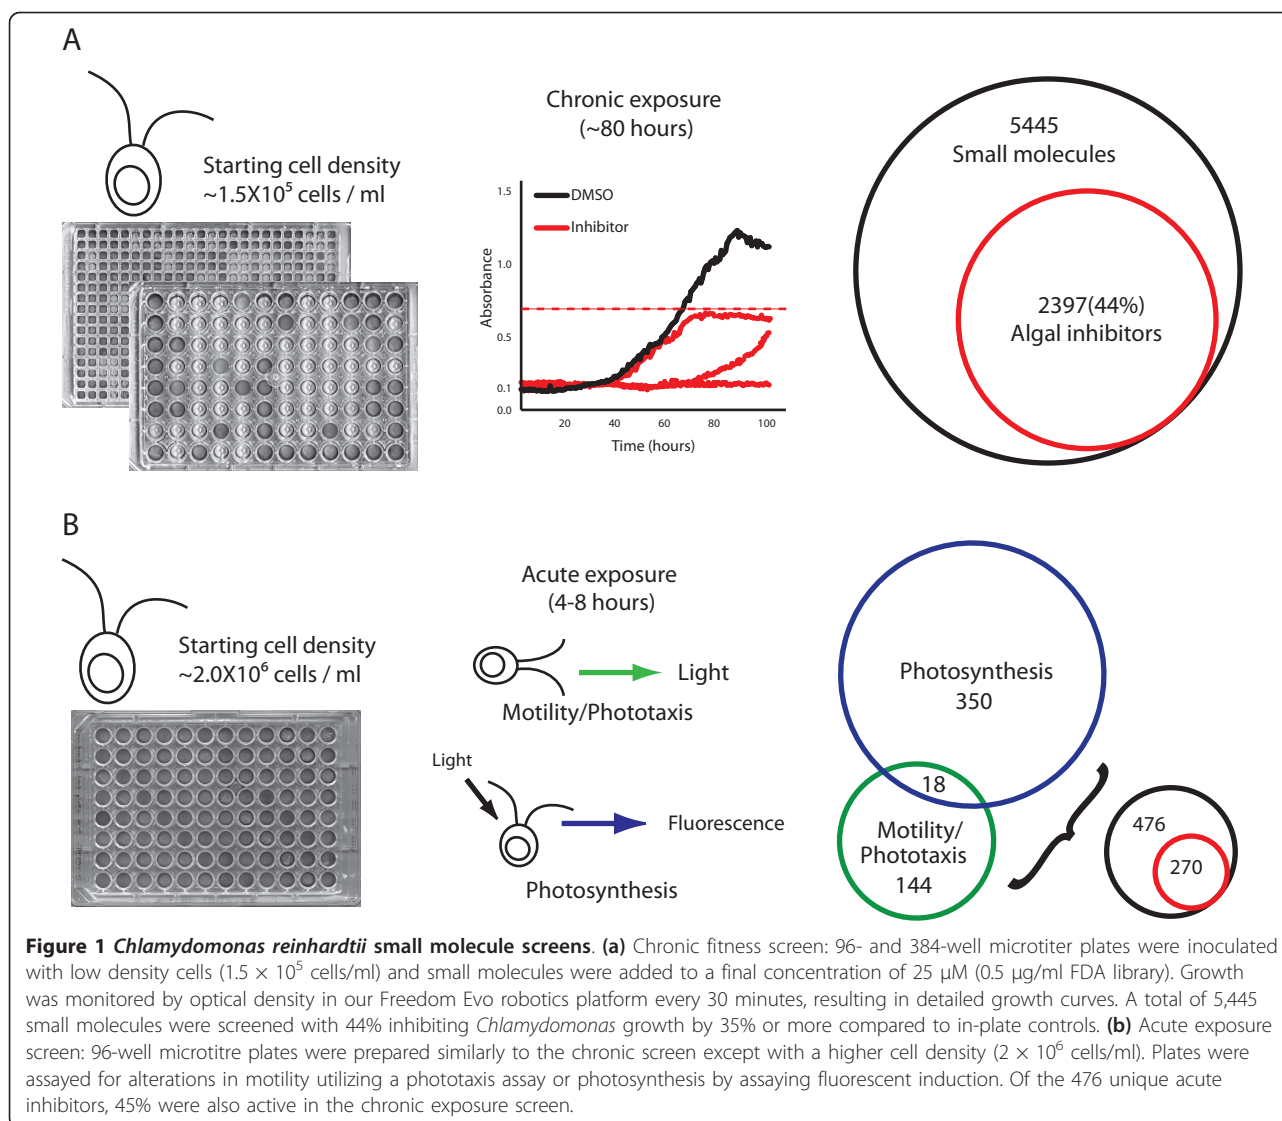 A
Starting cell density
~1.5X10⁵ cells / ml
Chronic exposure
(~80 hours)
1.5
1.0
0.5
0.1
0.0
Absorbance
DMSO
Inhibitor
20 40 60 80 100
Time (hours)
5445
Small molecules
2397(44%)
Algal inhibitors
B
Starting cell density
~2.0X10⁶ cells / ml
Acute exposure
(4-8 hours)
Light
Motility/Phototaxis
Light
Fluorescence
Photosynthesis
Photosynthesis
350
18
Motility/
Phototaxis
144
476
270
Figure 1 Chlamydomonas reinhardtii small molecule screens. (a) Chronic fitness screen: 96- and 384-well microtiter plates were inoculated
with low density cells (1.5 × 10⁵ cells/ml) and small molecules were added to a final concentration of 25 μM (0.5 μg/ml FDA library). Growth
was monitored by optical density in our Freedom Evo robotics platform every 30 minutes, resulting in detailed growth curves. A total of 5,445
small molecules were screened with 44% inhibiting Chlamydomonas growth by 35% or more compared to in-plate controls. (b) Acute exposure
screen: 96-well microtitre plates were prepared similarly to the chronic screen except with a higher cell density (2 × 10⁶ cells/ml). Plates were
assayed for alterations in motility utilizing a phototaxis assay or photosynthesis by assaying fluorescent induction. Of the 476 unique acute
inhibitors, 45% were also active in the chronic exposure screen.